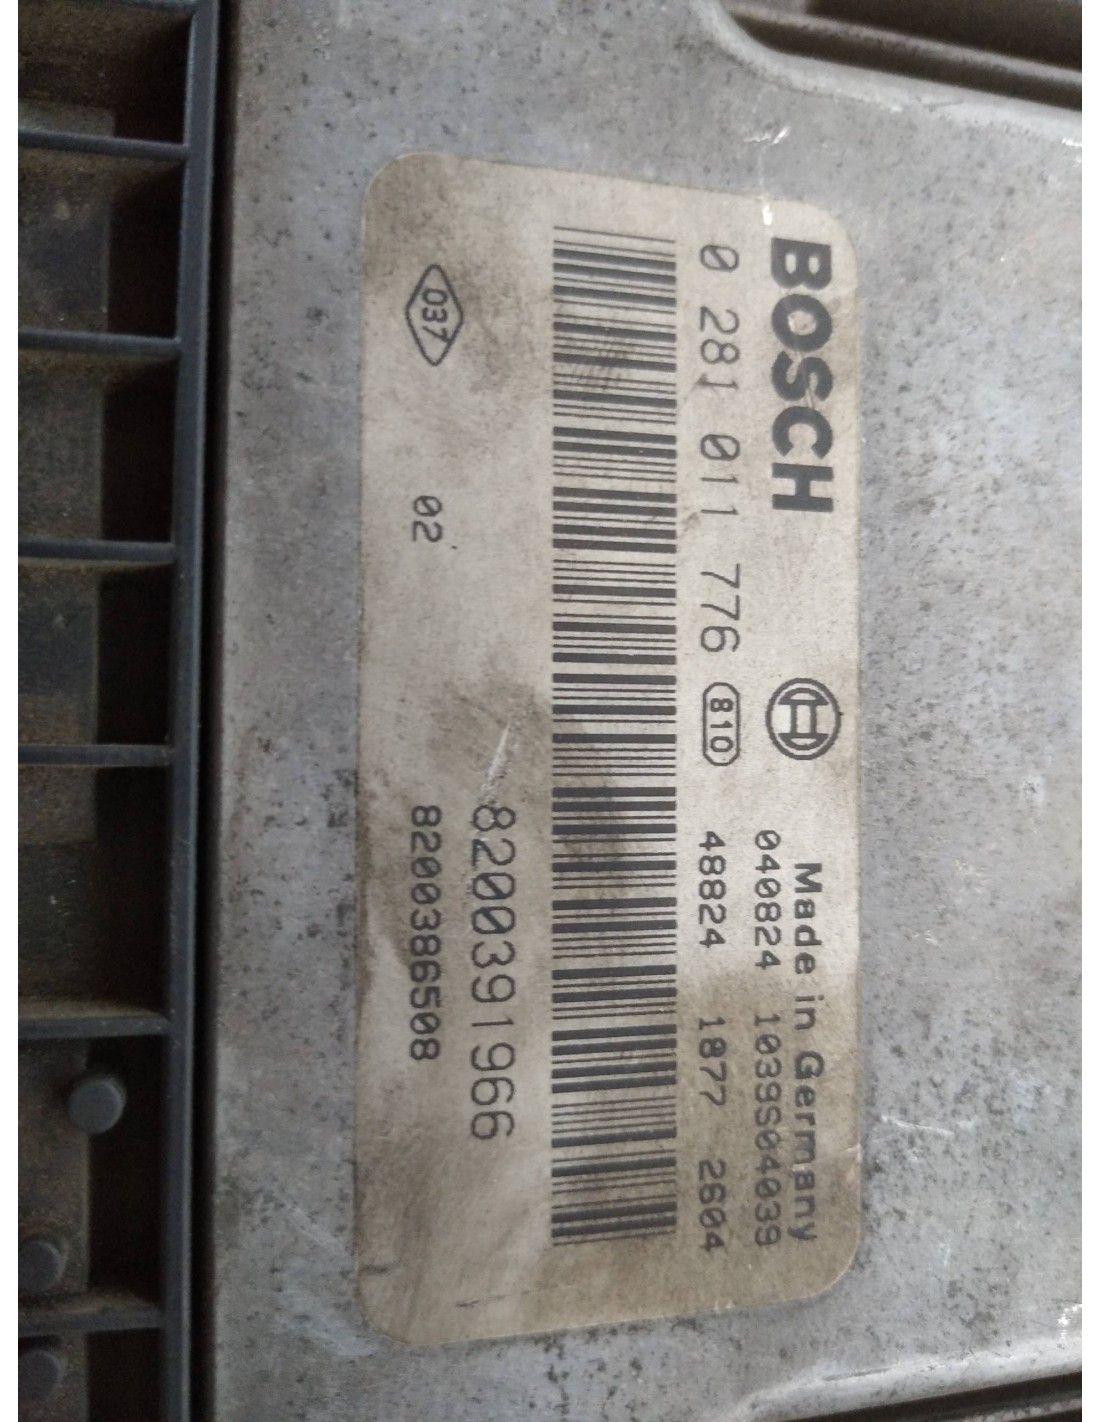 BOSCH
Made in Germany
040824 1039S04039
0 281 011 776 810 48824 1877 2604
8200391966
037 02 8200386508